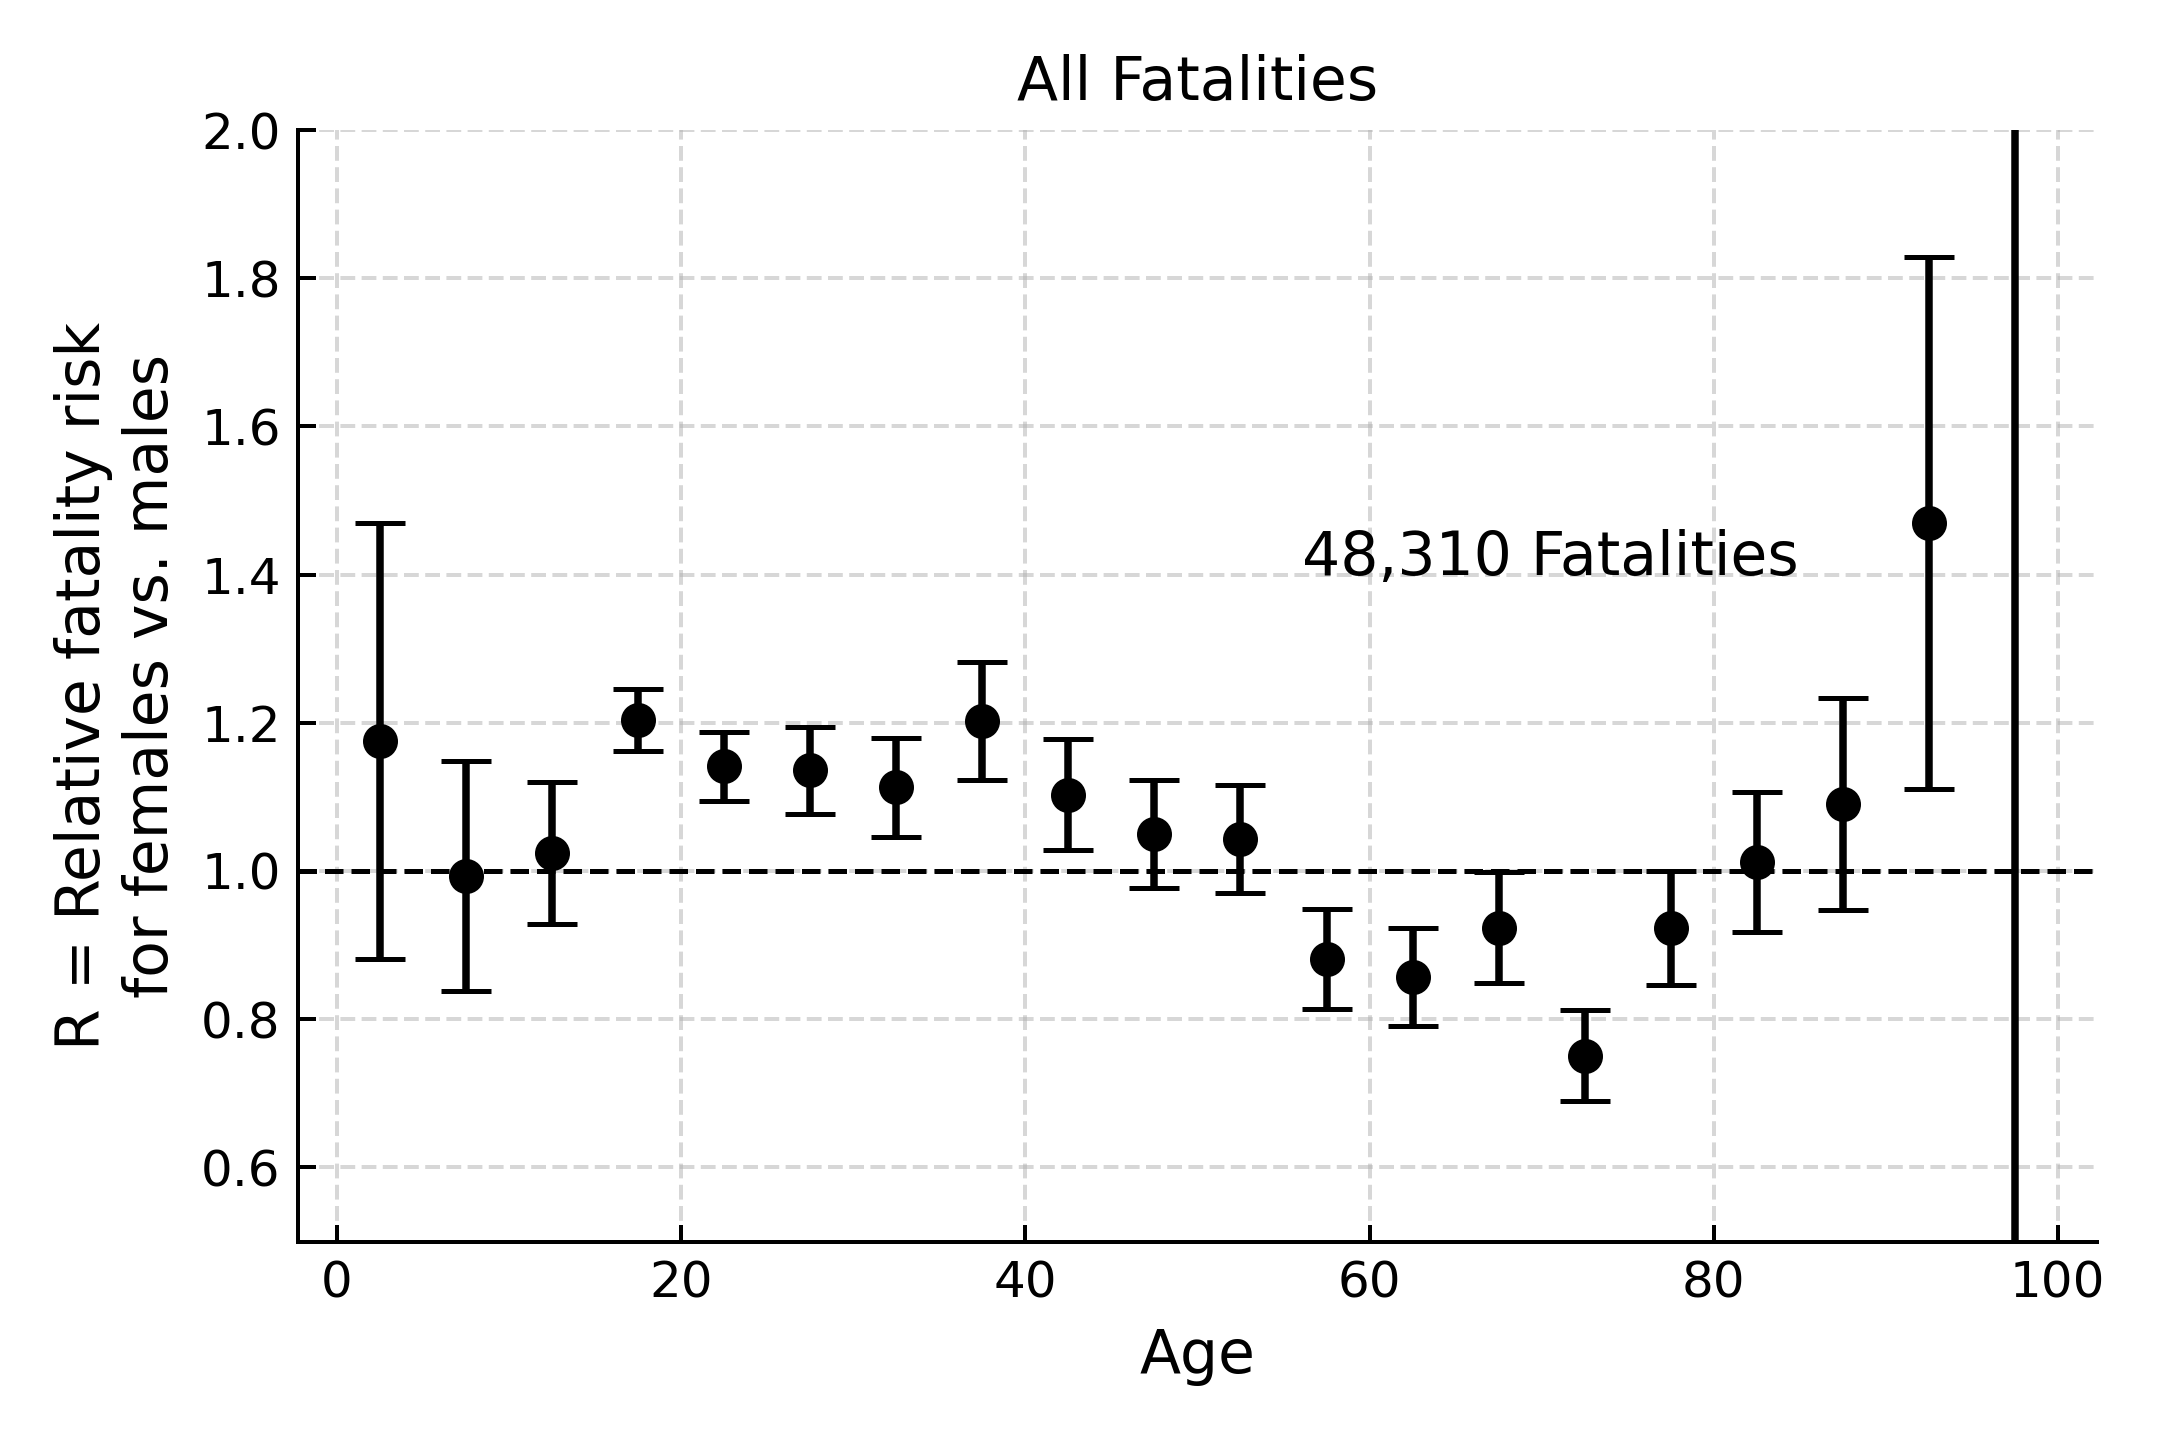 All Fatalities
R = Relative fatality risk
for females vs. males
2.0
1.8
1.6
1.4
1.2
1.0
0.8
0.6
48,310 Fatalities
0 20 40 60 80 100
Age